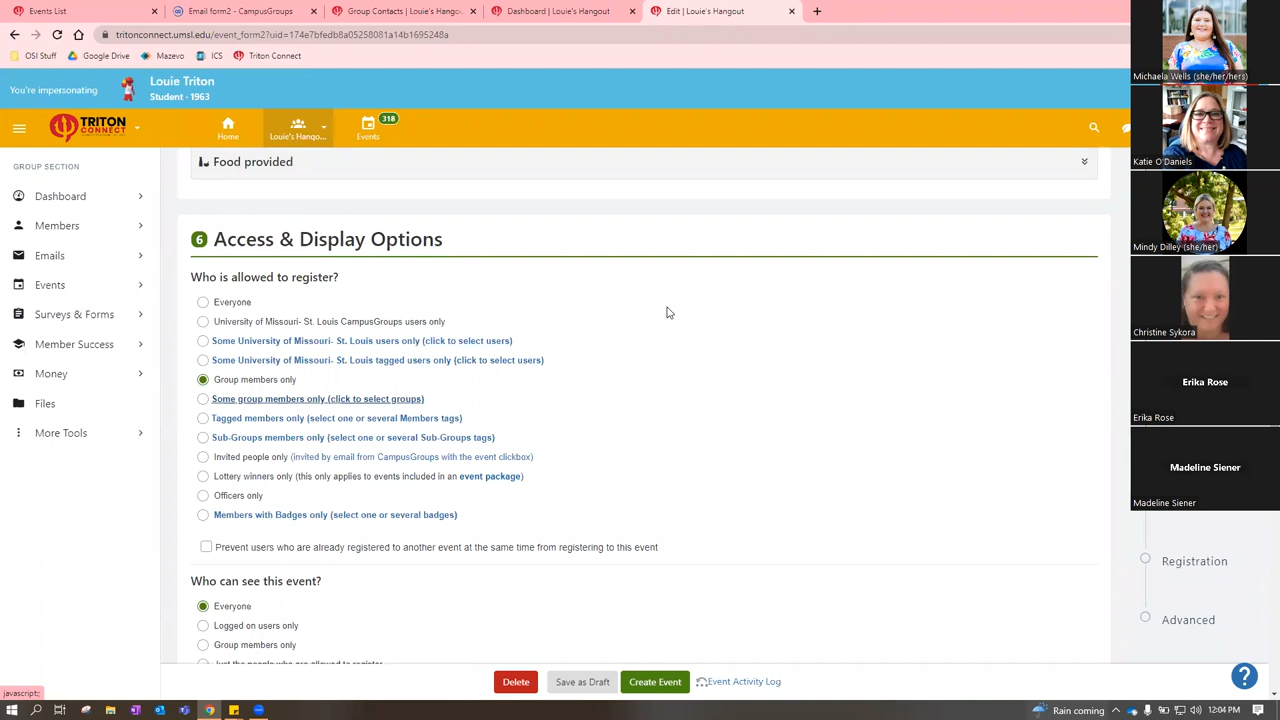 Events List
Email form2 - CampusGroups
Group Contacts | Louie's Hango
Dashboard | Louie's Hangout
Edit | Louie's Hangout
tritonconnect.umsl.edu/event_form2?uid=174e7bfedb8a05258081a14b1695248a
OSI Stuff
Google Drive
Mazevo
ICS
Triton Connect
You're impersonating
Louie Triton
Student - 1963
TRITON
CONNECT
Home
Louie's Hango...
318
Events
GROUP SECTION
Dashboard
Members
Emails
Events
Surveys & Forms
Member Success
Money
Files
More Tools
Food provided
6 Access & Display Options
Who is allowed to register?
Everyone
University of Missouri- St. Louis CampusGroups users only
Some University of Missouri- St. Louis users only (click to select users)
Some University of Missouri- St. Louis tagged users only (click to select users)
Group members only
Some group members only (click to select groups)
Tagged members only (select one or several Members tags)
Sub-Groups members only (select one or several Sub-Groups tags)
Invited people only (invited by email from CampusGroups with the event clickbox)
Lottery winners only (this only applies to events included in an event package)
Officers only
Members with Badges only (select one or several badges)
Prevent users who are already registered to another event at the same time from registering to this event
Who can see this event?
Everyone
Logged on users only
Group members only
Just the people who are allowed to register
Delete
Save as Draft
Create Event
Event Activity Log
Registration
Advanced
?
javascript:;
Michaela Wells (she/her/hers)
Katie O'Daniels
Mindy Dilley (she/her)
Christine Sykora
Erika Rose
Erika Rose
Madeline Siener
Madeline Siener
Rain coming
12:04 PM